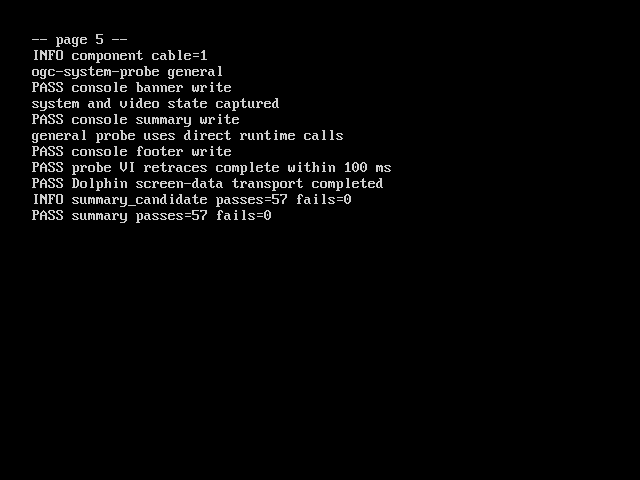 -- page 5 --
INFO component cable=1
ogc-system-probe general
PASS console banner write
system and video state captured
PASS console summary write
general probe uses direct runtime calls
PASS console footer write
PASS probe VI retraces complete within 100 ms
PASS Dolphin screen-data transport completed
INFO summary_candidate passes=57 fails=0
PASS summary passes=57 fails=0